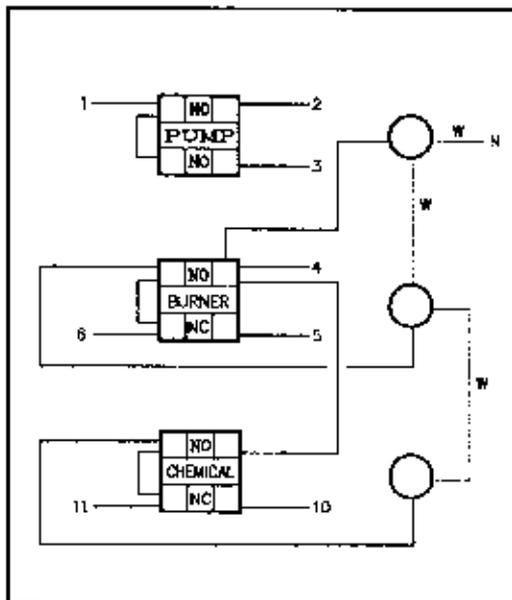 1 NO 2
PUMP
NO 3
W N
W
NO 4
BURNER
6 NC 5
W
NO
CHEMICAL
11 NC 10